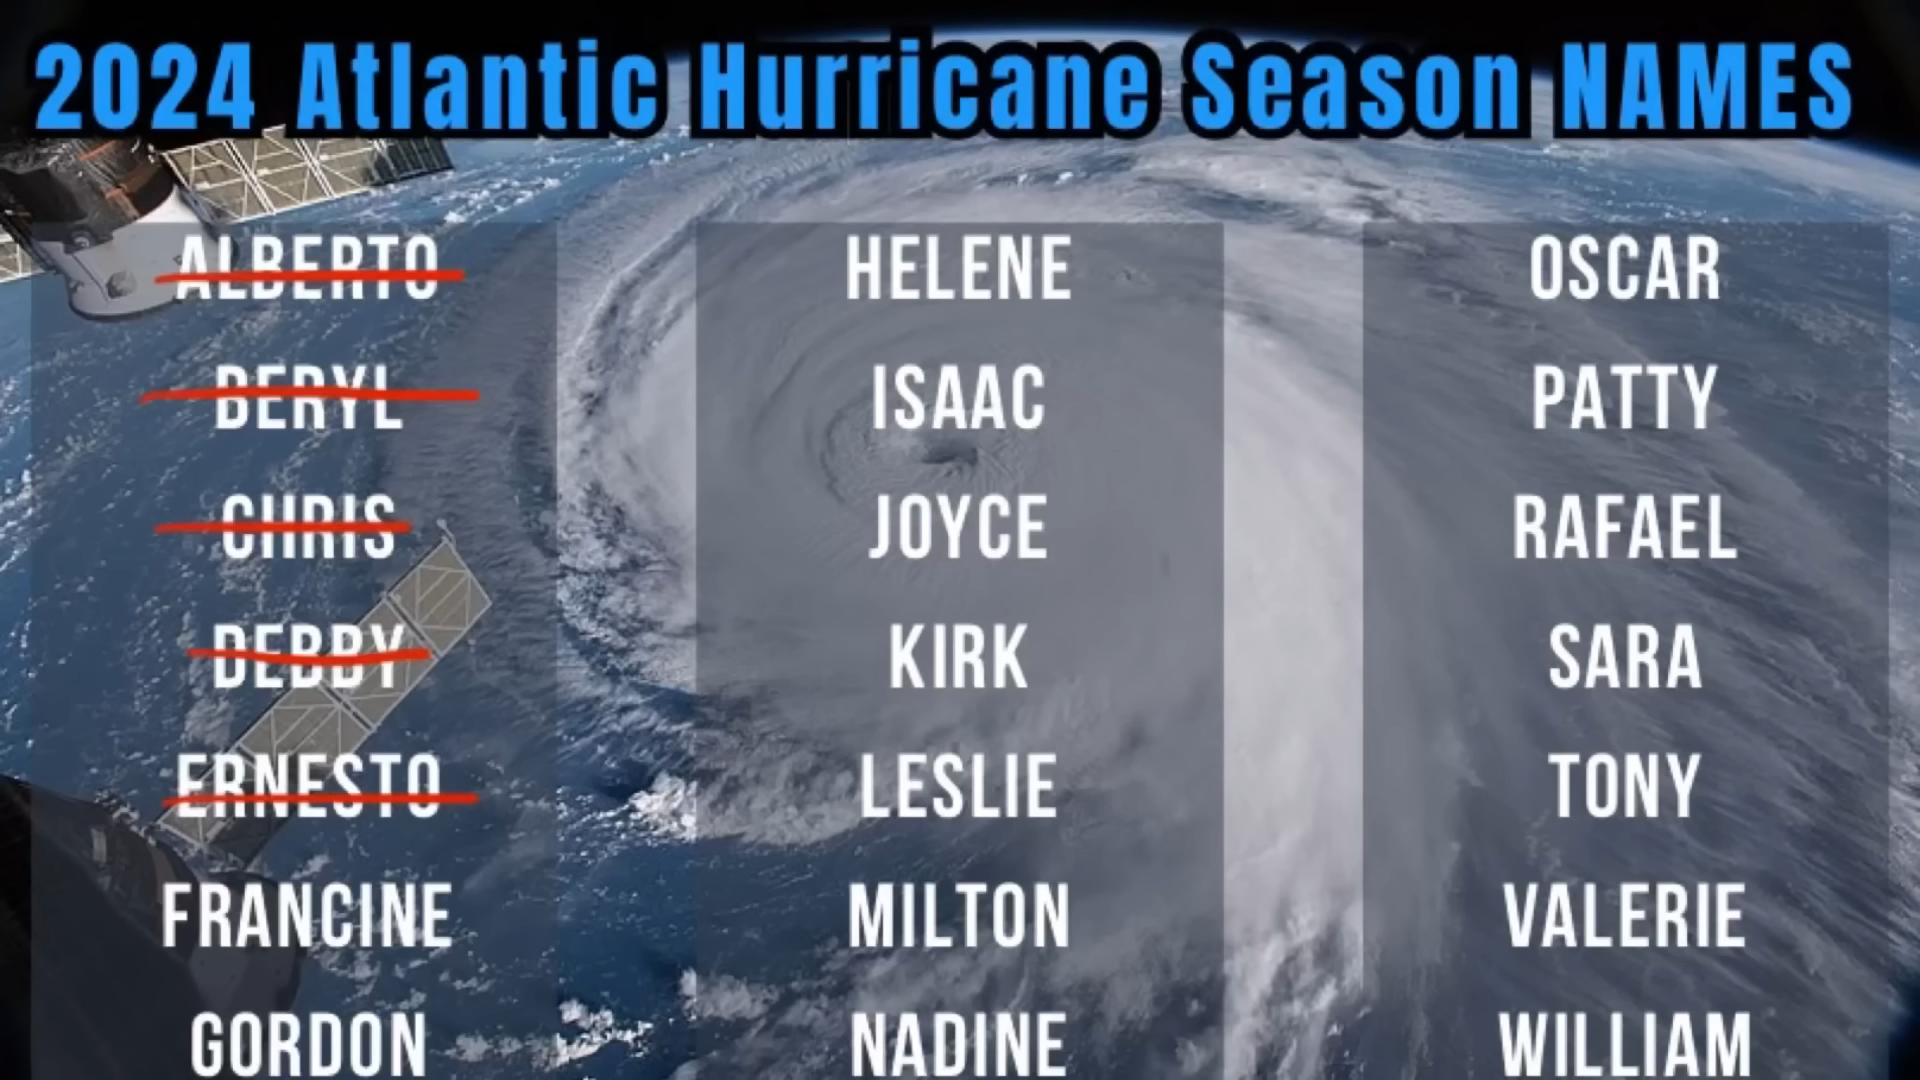 2024 Atlantic Hurricane Season NAMES
ALBERTO
BERYL
CHRIS
DEBBY
ERNESTO
FRANCINE
GORDON
HELENE
ISAAC
JOYCE
KIRK
LESLIE
MILTON
NADINE
OSCAR
PATTY
RAFAEL
SARA
TONY
VALERIE
WILLIAM